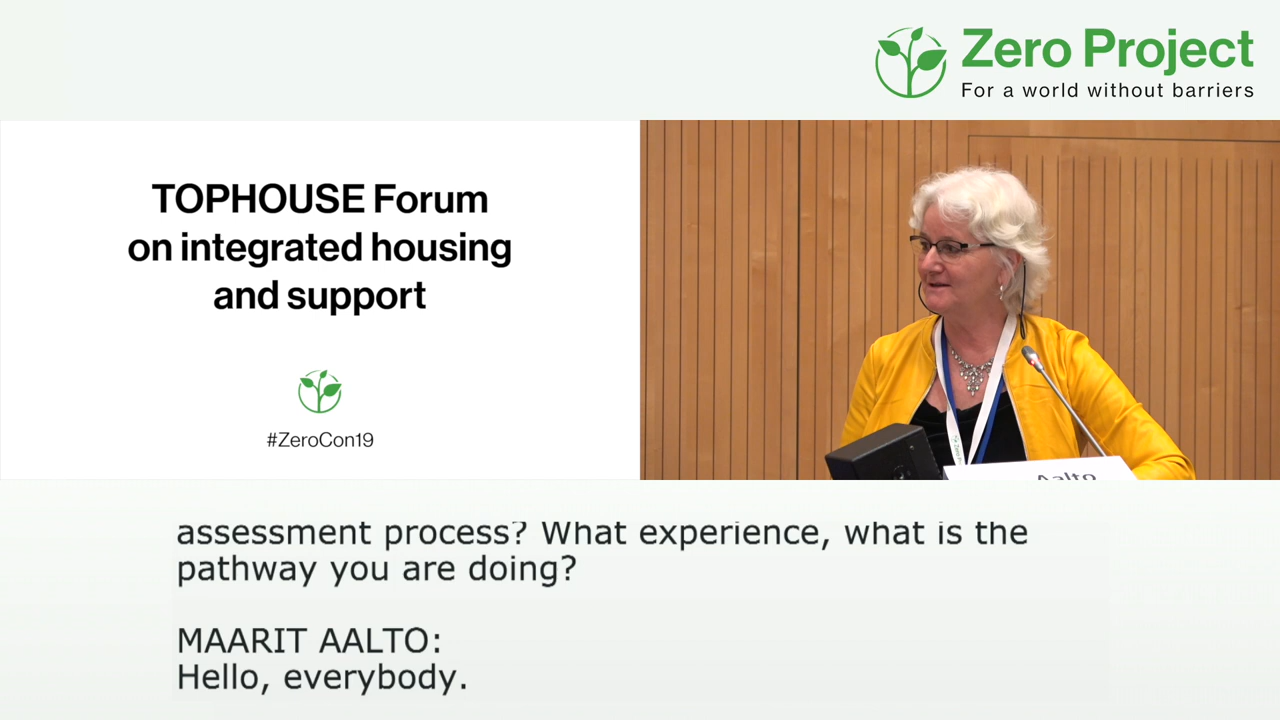 Zero Project
For a world without barriers
TOPHOUSE Forum
on integrated housing
and support
#ZeroCon19
Aalto
assessment process? What experience, what is the
pathway you are doing?
MAARIT AALTO:
Hello, everybody.